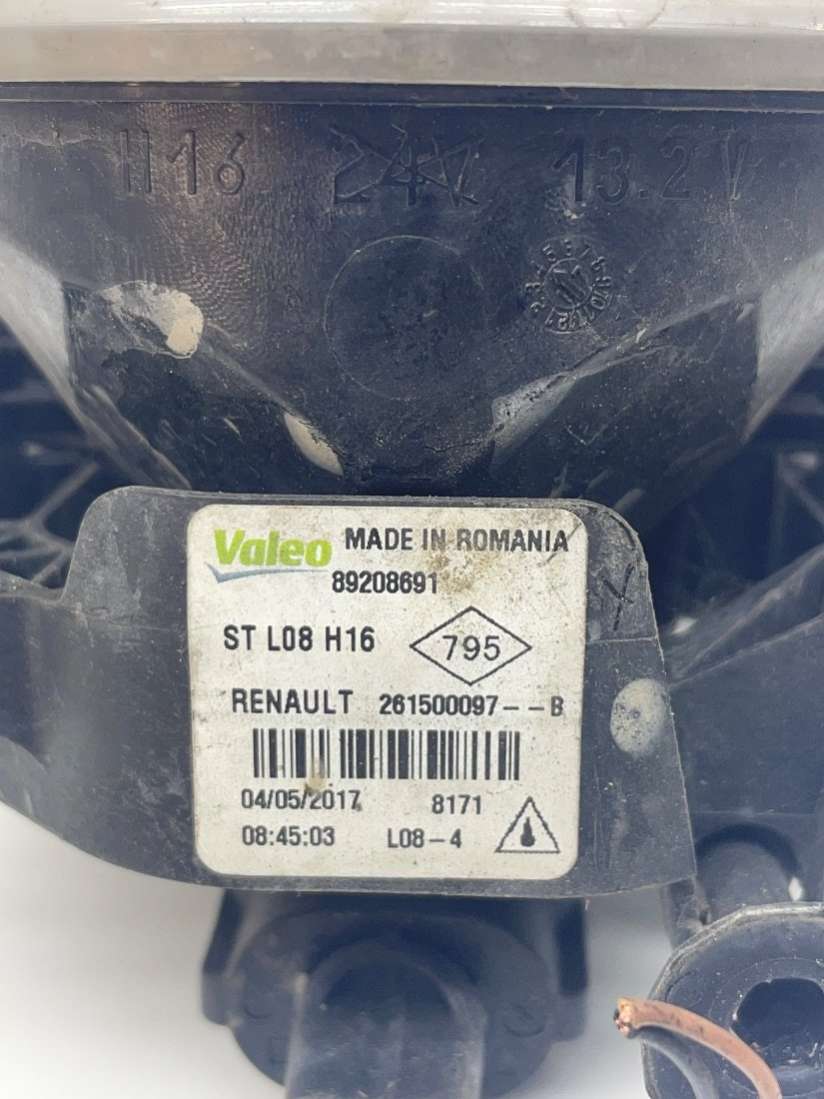 H16 24V 13.2V
Valeo MADE IN ROMANIA
89208691
ST L08 H16 795
RENAULT 261500097--B
04/05/2017 8171
08:45:03 L08-4